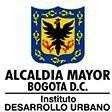 ALCALDIA MAYOR
BOGOTA D.C.
Instituto
DESARROLLO URBANO